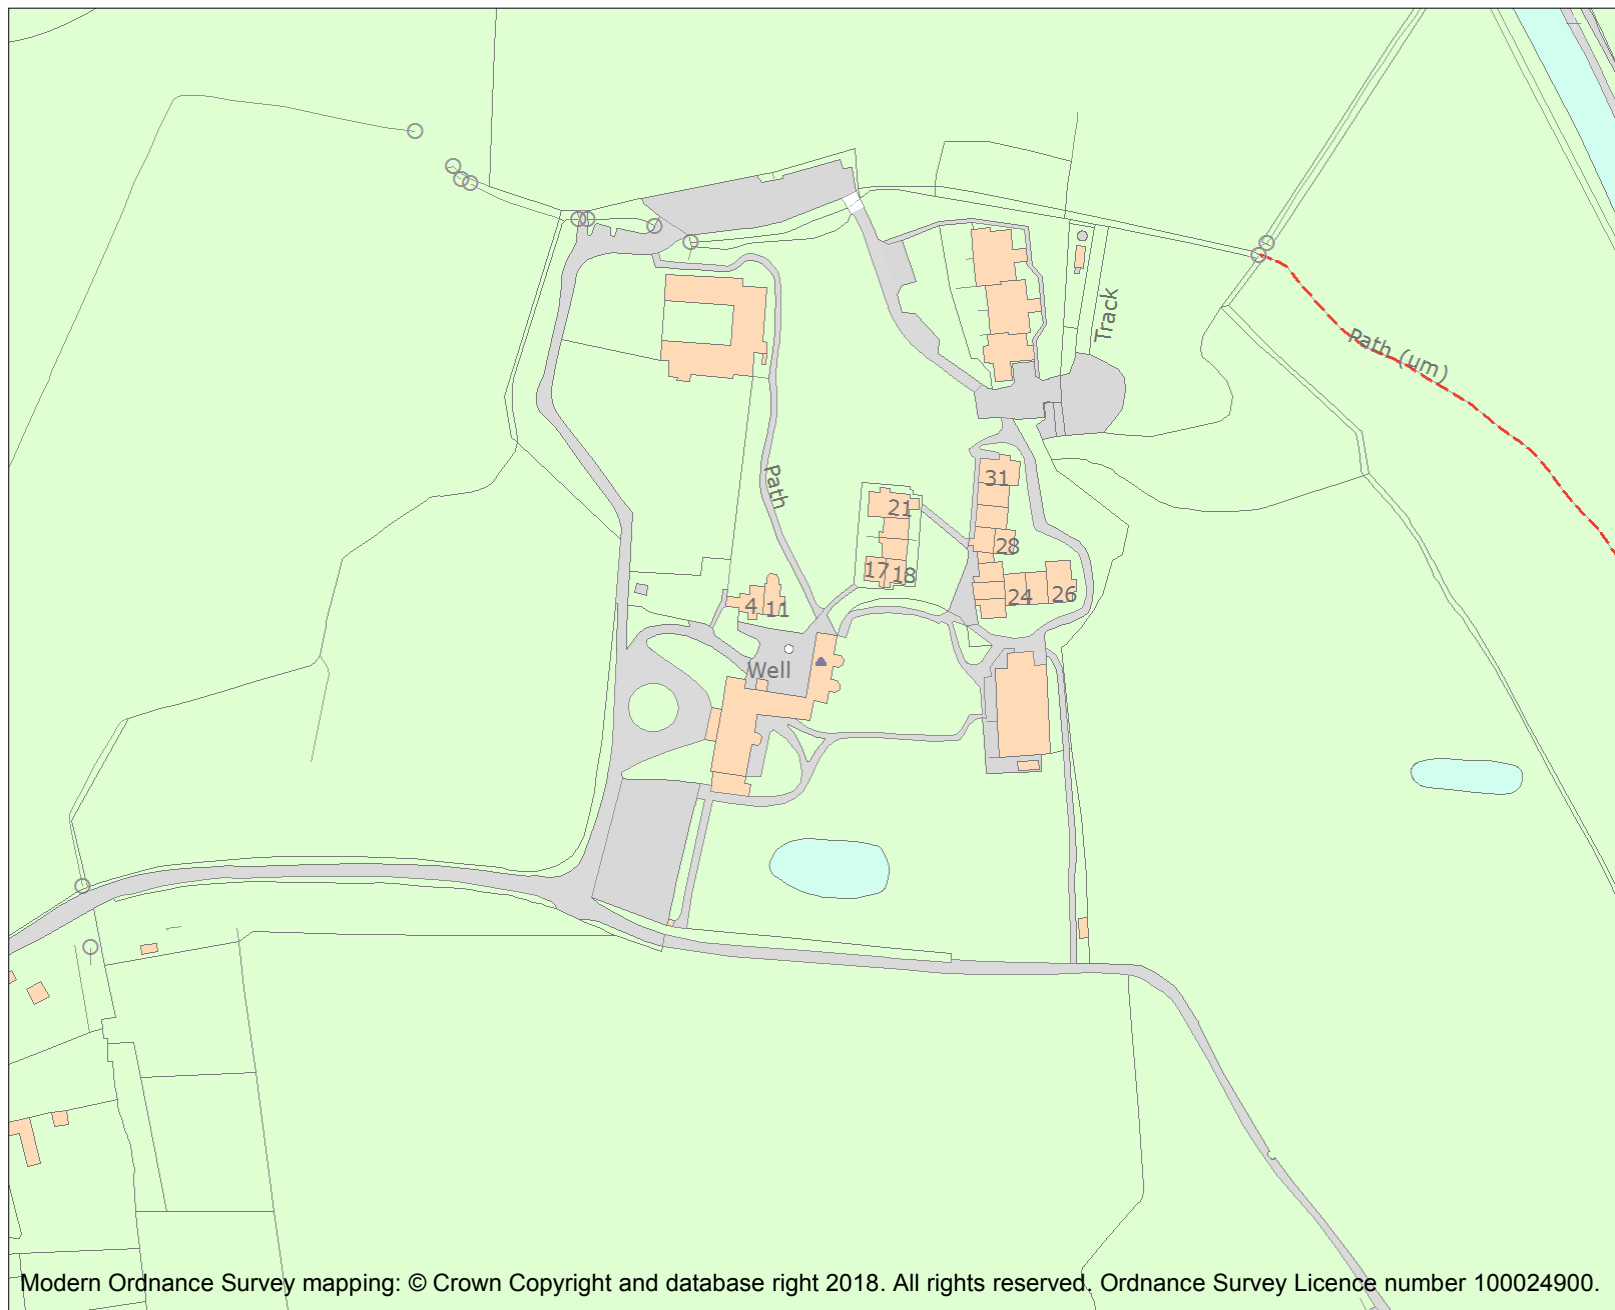 Track
Path (um)
Path
31
21
28
17
18
24
26
4
11
Well
Modern Ordnance Survey mapping: © Crown Copyright and database right 2018. All rights reserved. Ordnance Survey Licence number 100024900.